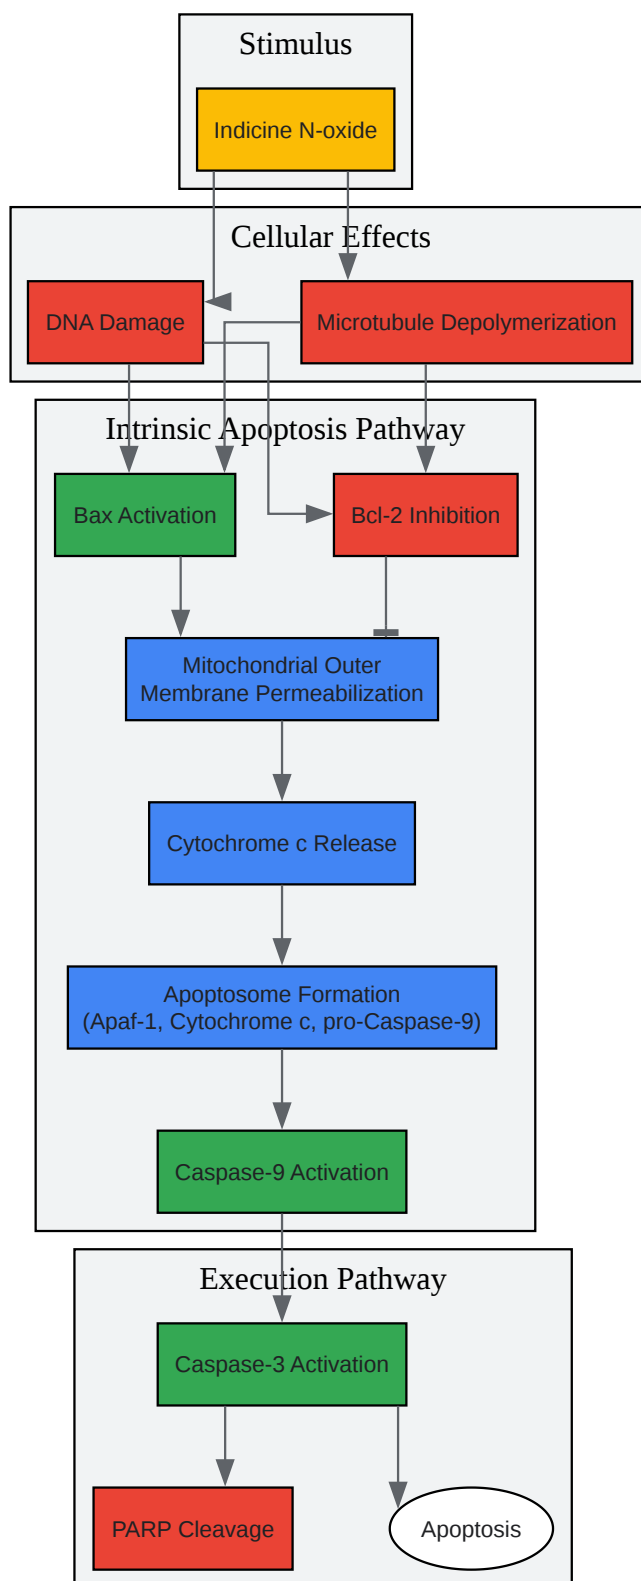 Stimulus
Indicine N-oxide
Cellular Effects
DNA Damage
Microtubule Depolymerization
Intrinsic Apoptosis Pathway
Bax Activation
Bcl-2 Inhibition
Mitochondrial Outer
Membrane Permeabilization
Cytochrome c Release
Apoptosome Formation
(Apaf-1, Cytochrome c, pro-Caspase-9)
Caspase-9 Activation
Execution Pathway
Caspase-3 Activation
PARP Cleavage
Apoptosis